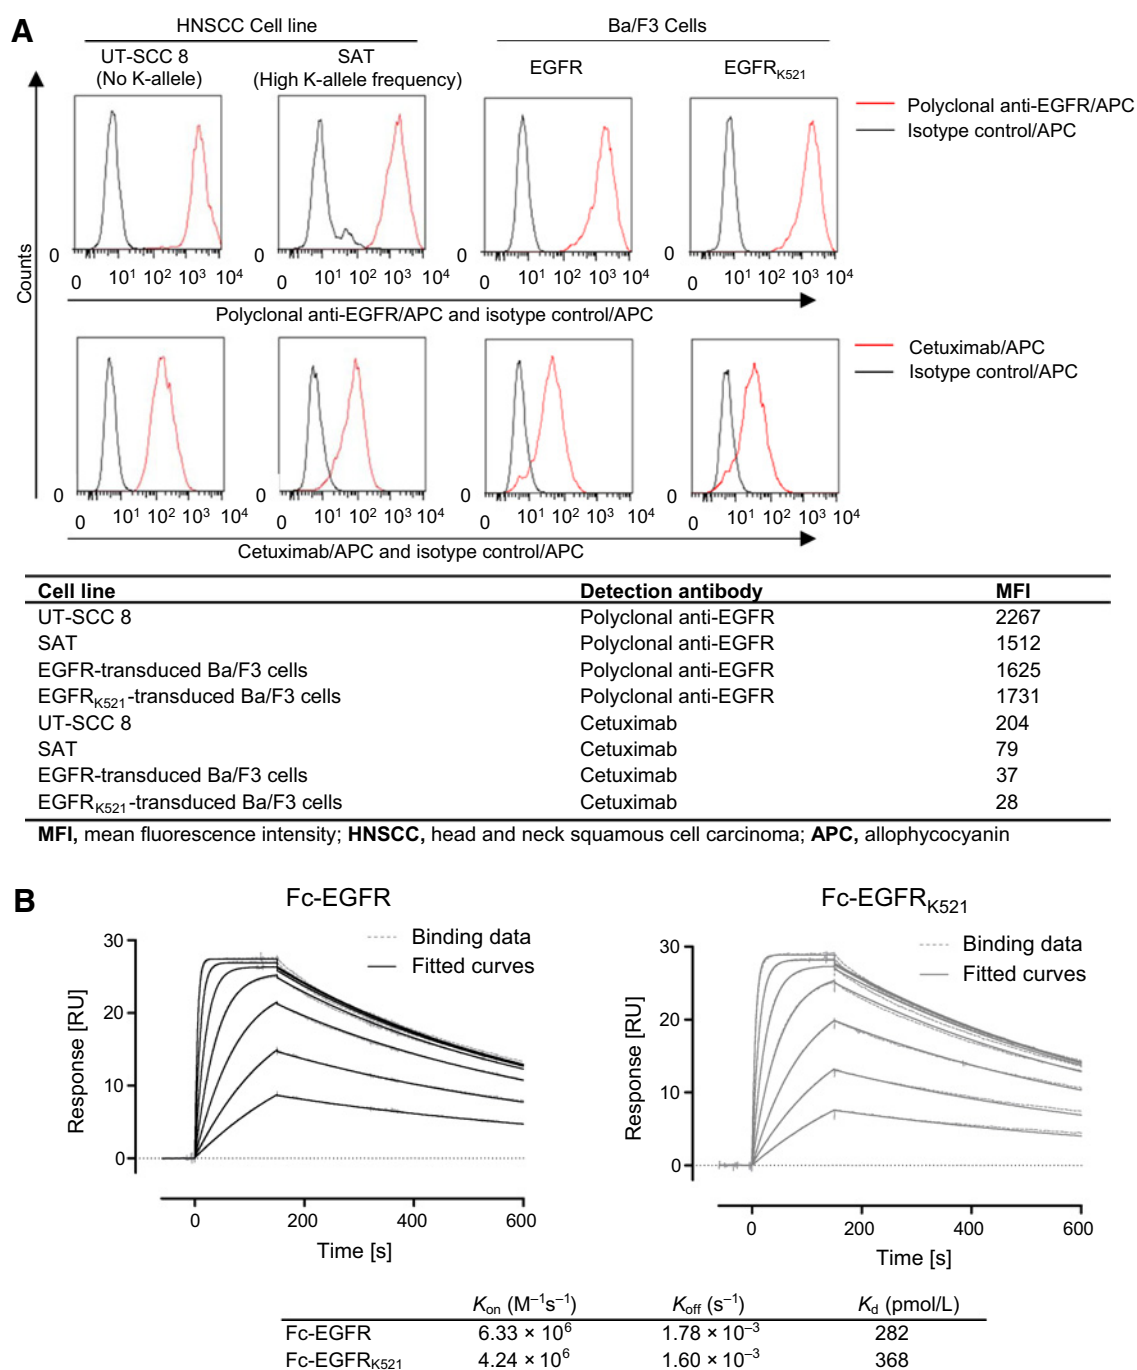 A
HNSCC Cell line
Ba/F3 Cells
UT-SCC 8
(No K-allele)
SAT
(High K-allele frequency)
EGFR
EGFRK521
Polyclonal anti-EGFR/APC
Isotype control/APC
Counts
0 0 0 0
0 10¹ 10² 10³ 10⁴ 0 10¹ 10² 10³ 10⁴ 0 10¹ 10² 10³ 10⁴ 0 10¹ 10² 10³ 10⁴
Polyclonal anti-EGFR/APC and isotype control/APC
Cetuximab/APC
Isotype control/APC
0 0 0 0
0 10¹ 10² 10³ 10⁴ 0 10¹ 10² 10³ 10⁴ 0 10¹ 10² 10³ 10⁴ 0 10¹ 10² 10³ 10⁴
Cetuximab/APC and isotype control/APC
Cell line Detection antibody MFI
UT-SCC 8 Polyclonal anti-EGFR 2267
SAT Polyclonal anti-EGFR 1512
EGFR-transduced Ba/F3 cells Polyclonal anti-EGFR 1625
EGFRK521-transduced Ba/F3 cells Polyclonal anti-EGFR 1731
UT-SCC 8 Cetuximab 204
SAT Cetuximab 79
EGFR-transduced Ba/F3 cells Cetuximab 37
EGFRK521-transduced Ba/F3 cells Cetuximab 28
MFI, mean fluorescence intensity; HNSCC, head and neck squamous cell carcinoma; APC, allophycocyanin
B
Fc-EGFR
Binding data
Fitted curves
Response [RU]
30
20
10
0
0 200 400 600
Time [s]
Fc-EGFRK521
Binding data
Fitted curves
Response [RU]
30
20
10
0
0 200 400 600
Time [s]
Kon (M⁻¹s⁻¹) Koff (s⁻¹) Kd (pmol/L)
Fc-EGFR 6.33 × 10⁶ 1.78 × 10⁻³ 282
Fc-EGFRK521 4.24 × 10⁶ 1.60 × 10⁻³ 368